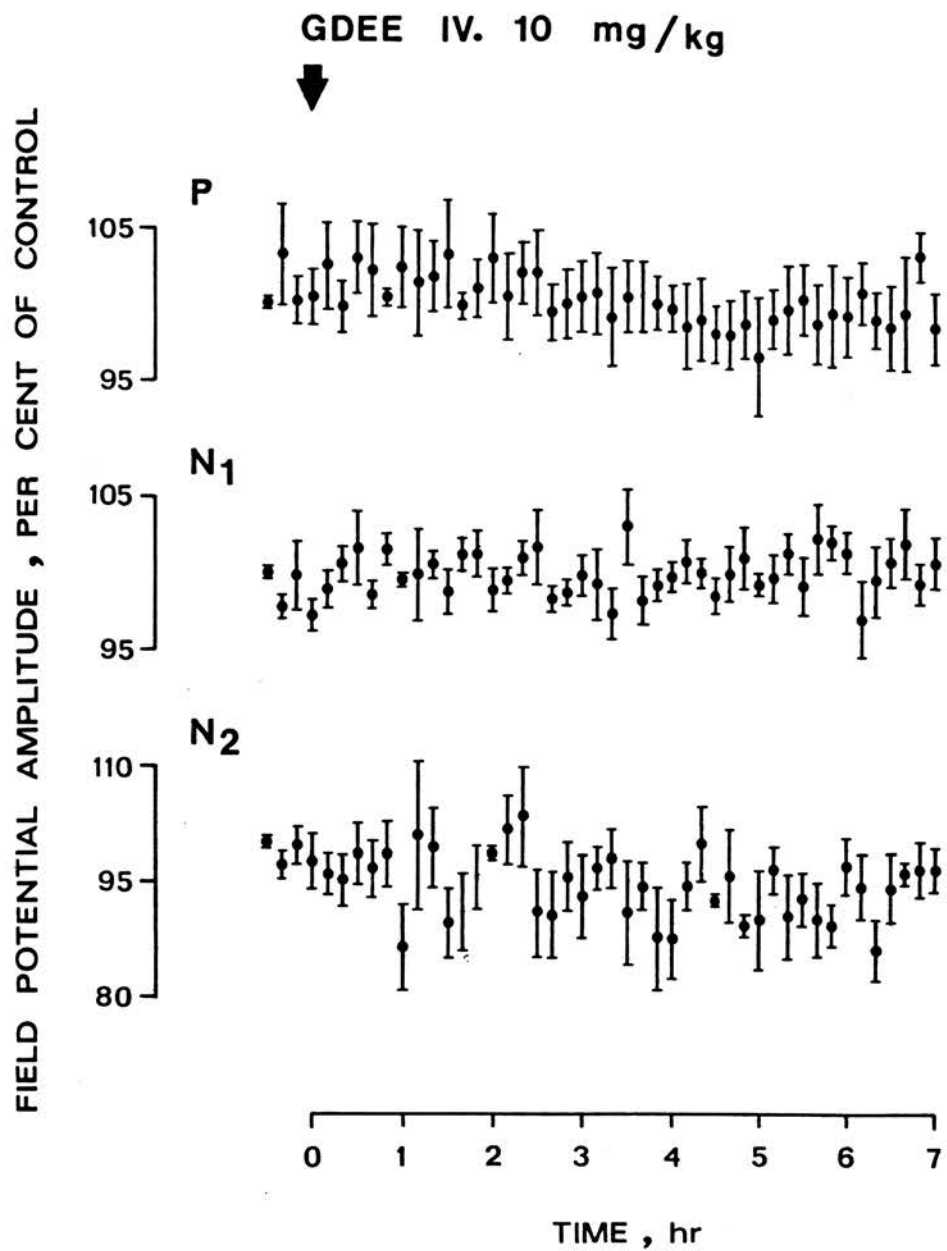 GDEE IV. 10 mg/kg
FIELD POTENTIAL AMPLITUDE , PER CENT OF CONTROL
P
105
95
N1
105
95
N2
110
95
80
0 1 2 3 4 5 6 7
TIME , hr